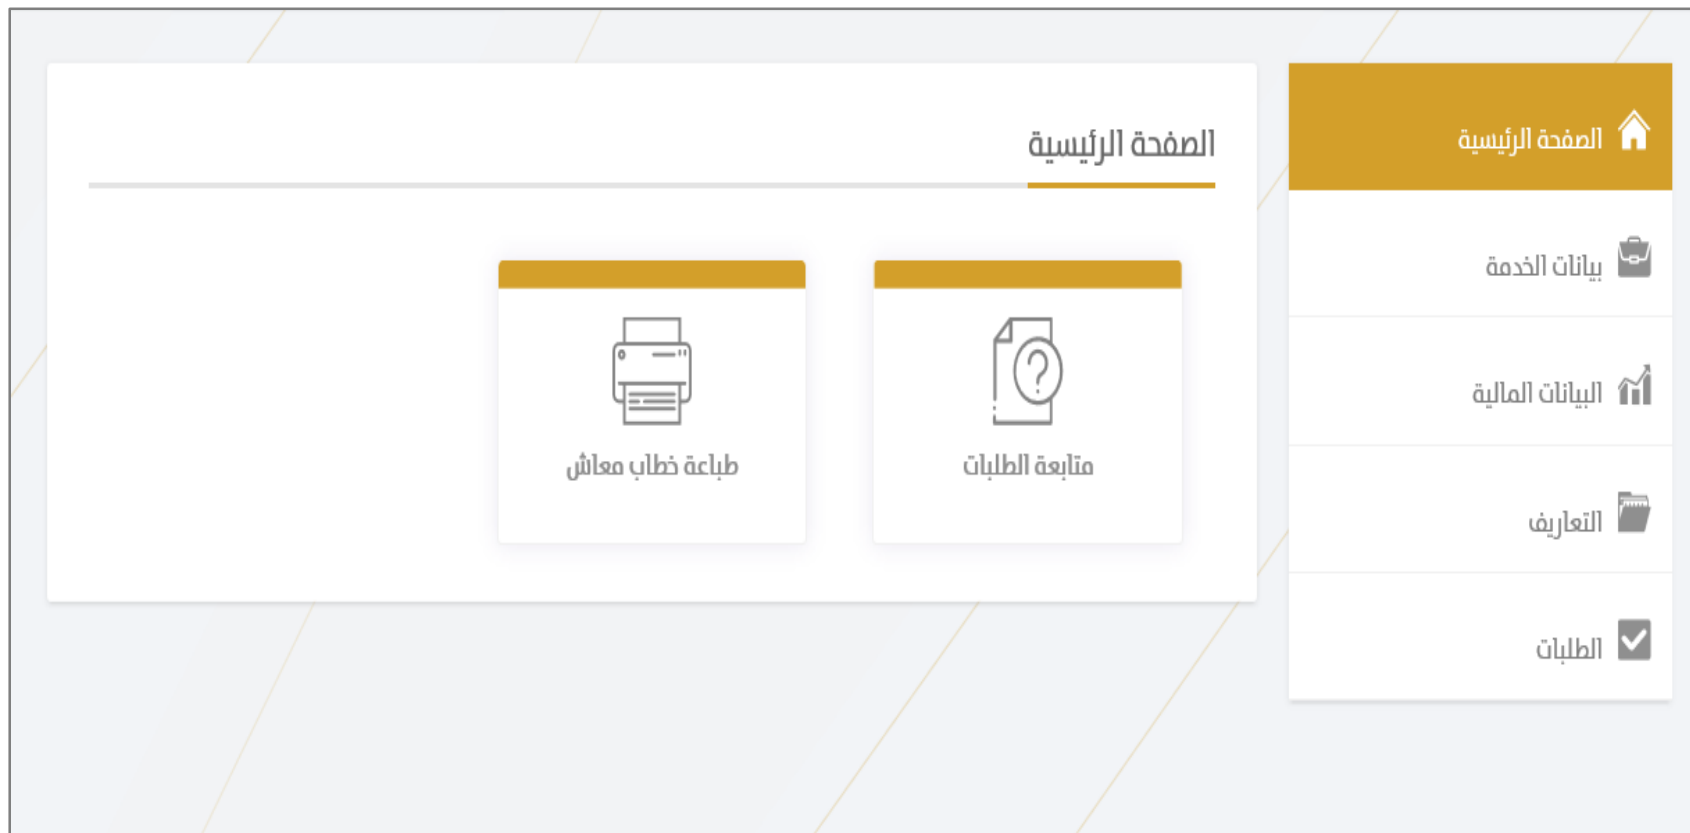 الصفحة الرئيسية
بيانات الخدمة
البيانات المالية
التعاريف
الطلبات
الصفحة الرئيسية
متابعة الطلبات
طباعة خطاب معاش